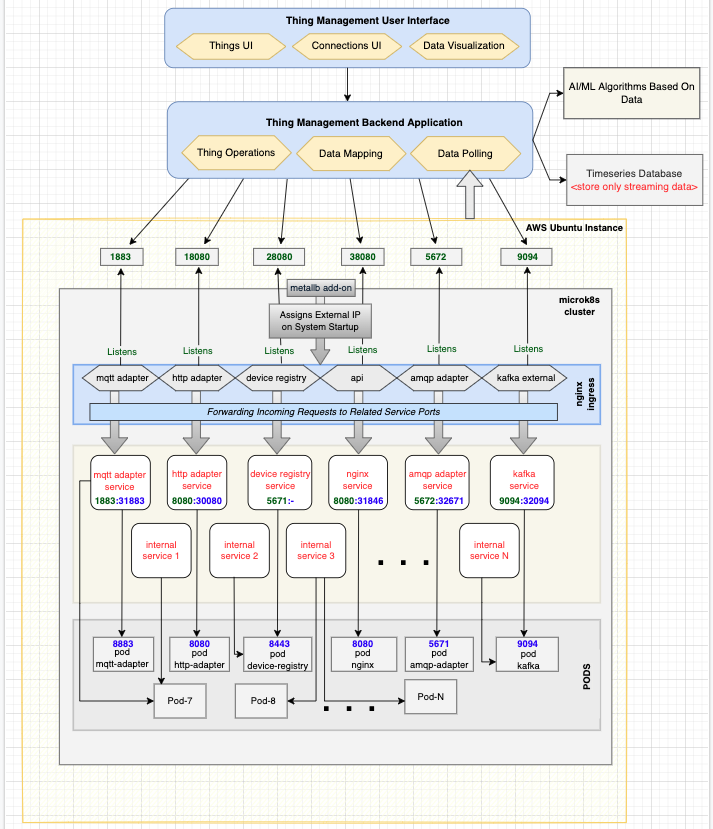 Thing Management User Interface
Things UI
Connections UI
Data Visualization
Thing Management Backend Application
Thing Operations
Data Mapping
Data Polling
AI/ML Algorithms Based On
Data
Timeseries Database
<store only streaming data>
AWS Ubuntu Instance
1883
18080
28080
38080
5672
9094
metallb add-on
microk8s
cluster
Assigns External IP
on System Startup
Listens
Listens
Listens
Listens
Listens
Listens
mqtt adapter
http adapter
device registry
api
amqp adapter
kafka external
nginx
ingress
Forwarding Incoming Requests to Related Service Ports
mqtt adapter
service
1883:31883
http adapter
service
8080:30080
device registry
service
5671:-
nginx
service
8080:31846
amqp adapter
service
5672:32671
kafka
service
9094:32094
internal
service 1
internal
service 2
internal
service 3
. . .
internal
service N
8883
pod
mqtt-adapter
8080
pod
http-adapter
8443
pod
device-registry
8080
pod
nginx
5671
pod
amqp-adapter
9094
pod
kafka
PODS
Pod-7
Pod-8
. . .
Pod-N